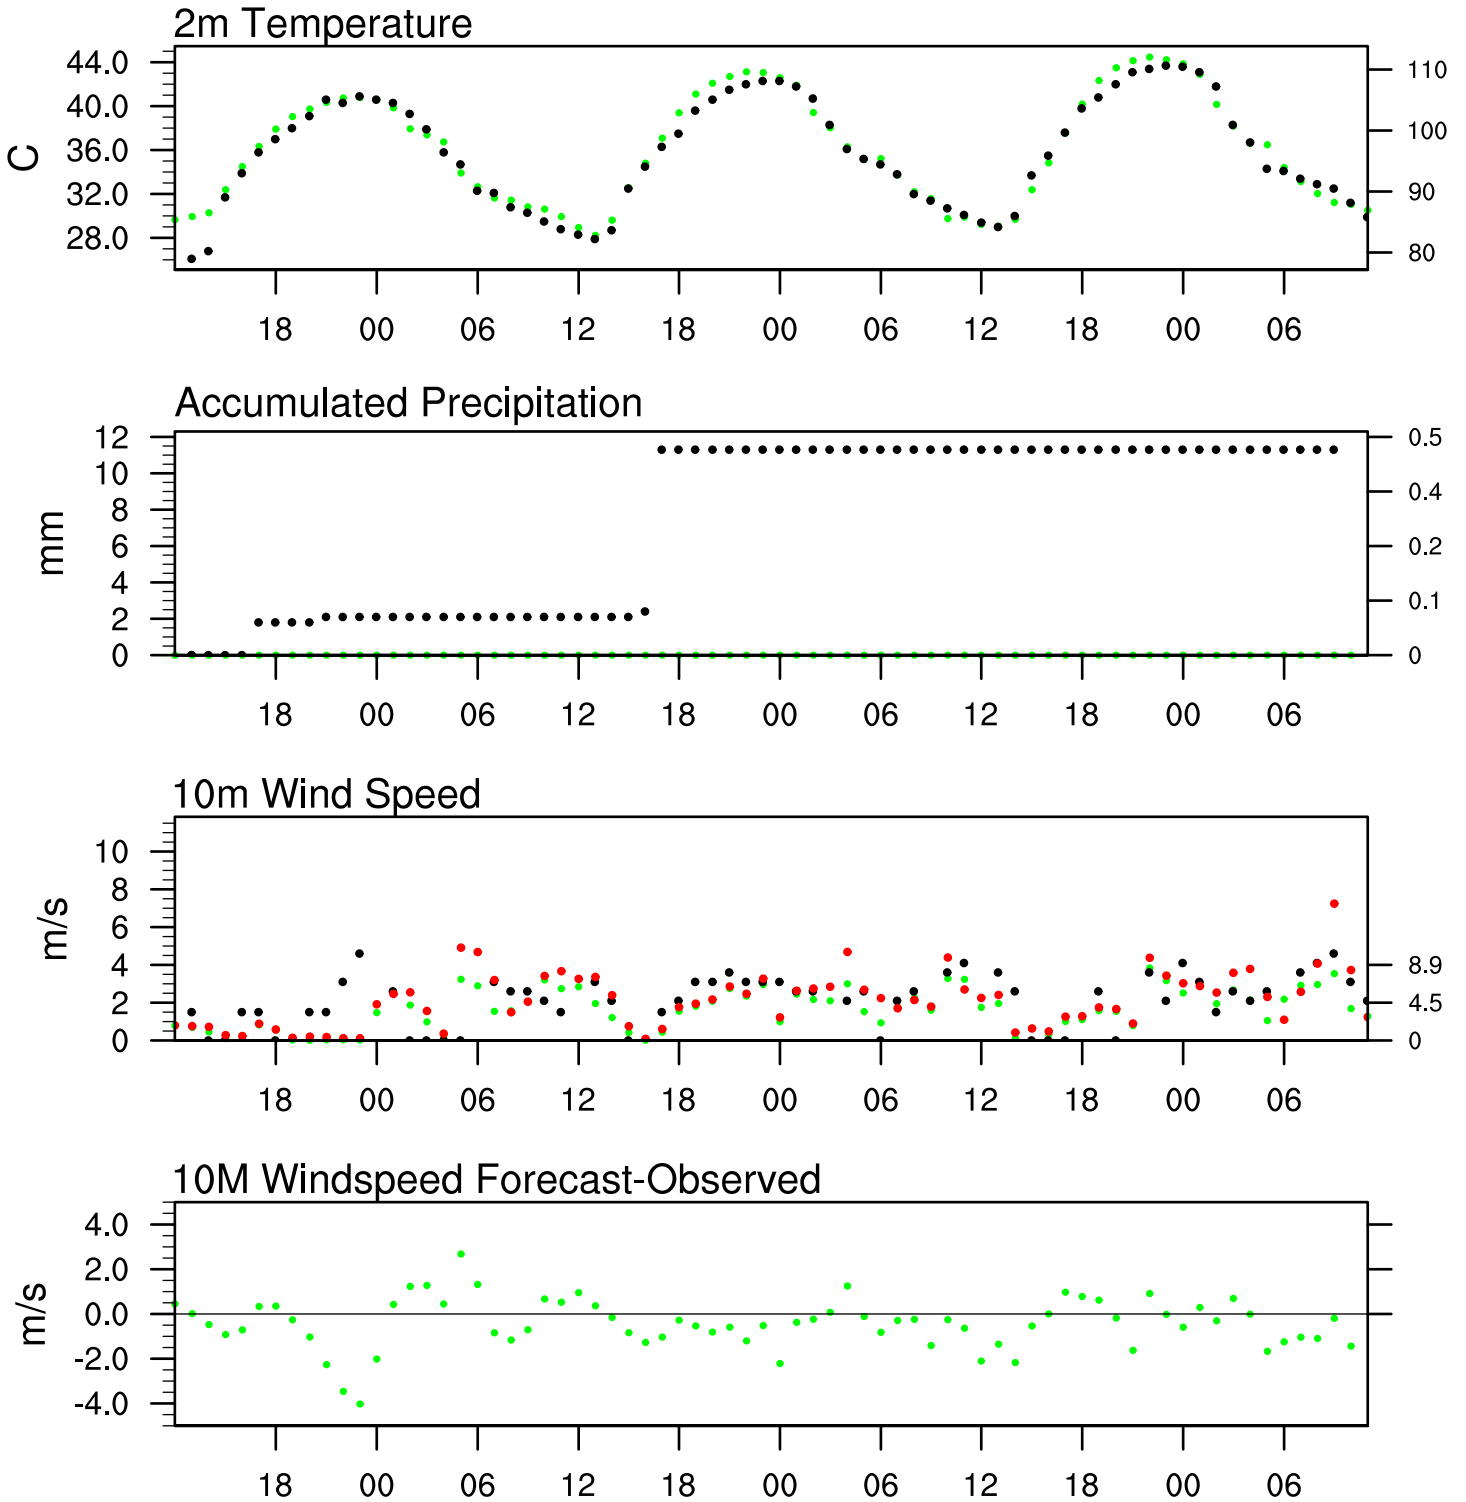 2m Temperature
44.0
40.0
36.0
32.0
28.0
C
110
100
90
80
18 00 06 12 18 00 06 12 18 00 06
Accumulated Precipitation
12
10
8
6
4
2
0
mm
0.5
0.4
0.2
0.1
0
18 00 06 12 18 00 06 12 18 00 06
10m Wind Speed
10
8
6
4
2
0
m/s
8.9
4.5
0
18 00 06 12 18 00 06 12 18 00 06
10M Windspeed Forecast-Observed
4.0
2.0
0.0
-2.0
-4.0
m/s
18 00 06 12 18 00 06 12 18 00 06